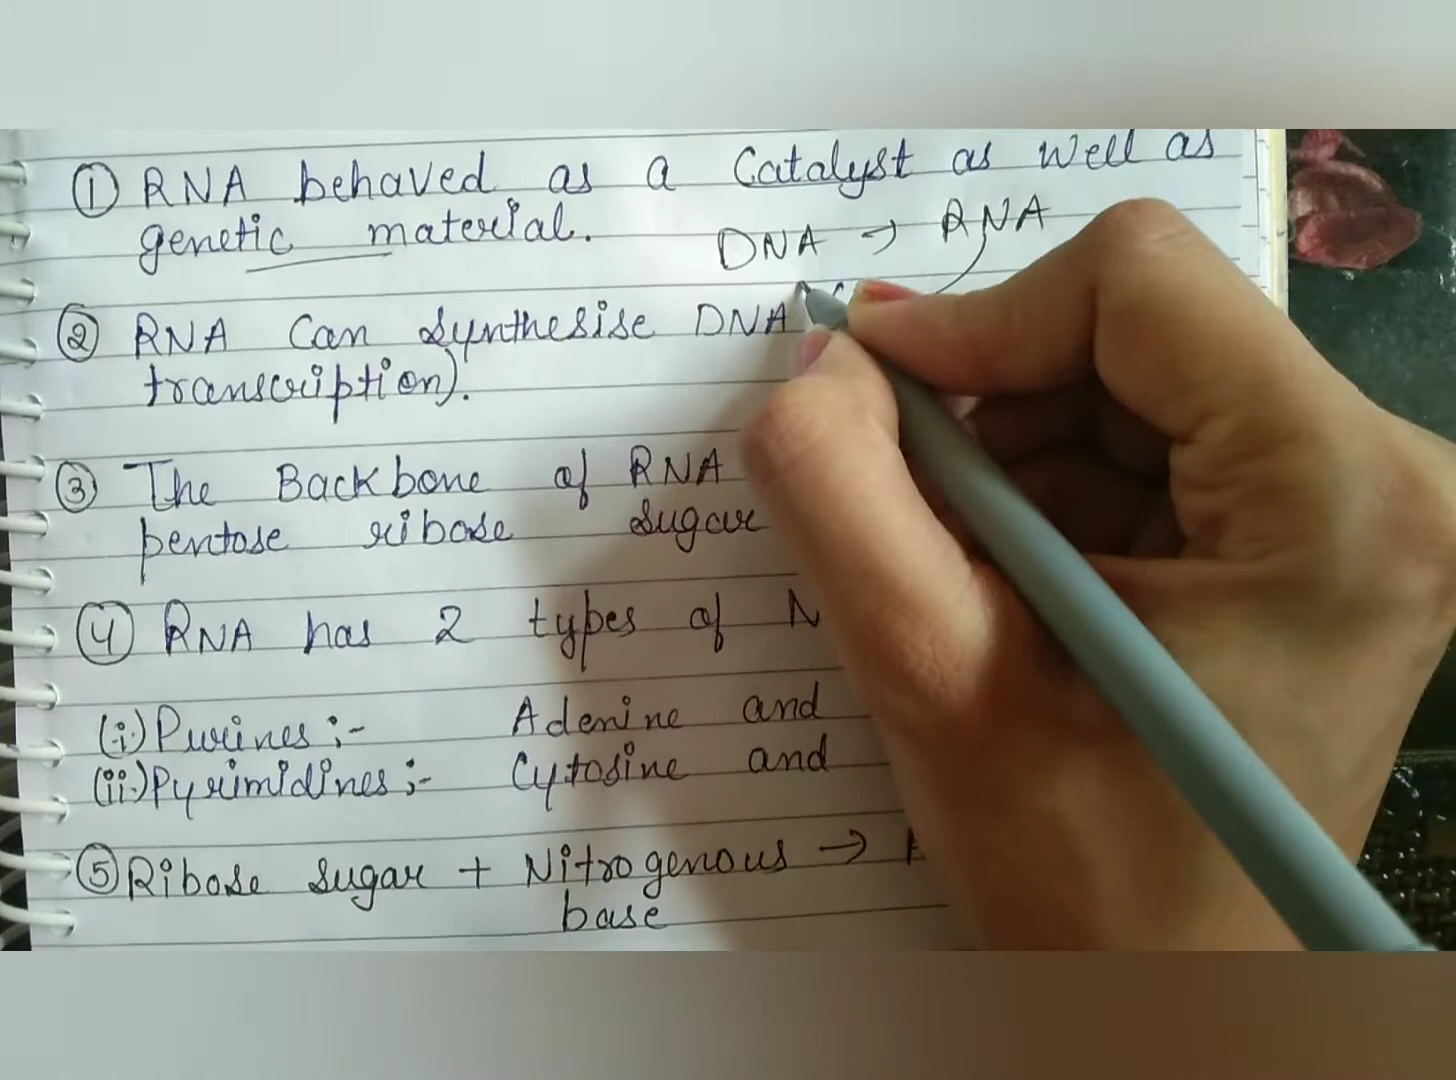 ① RNA behaved as a Catalyst as well as
genetic material.
DNA → RNA
② RNA Can synthesise DNA
transcription).
③ The Backbone of RNA
pentose ribose sugar
④ RNA has 2 types of N
(i) Purines :- Adenine and
(ii) Pyrimidines :- Cytosine and
⑤ Ribose sugar + Nitrogenous →
base